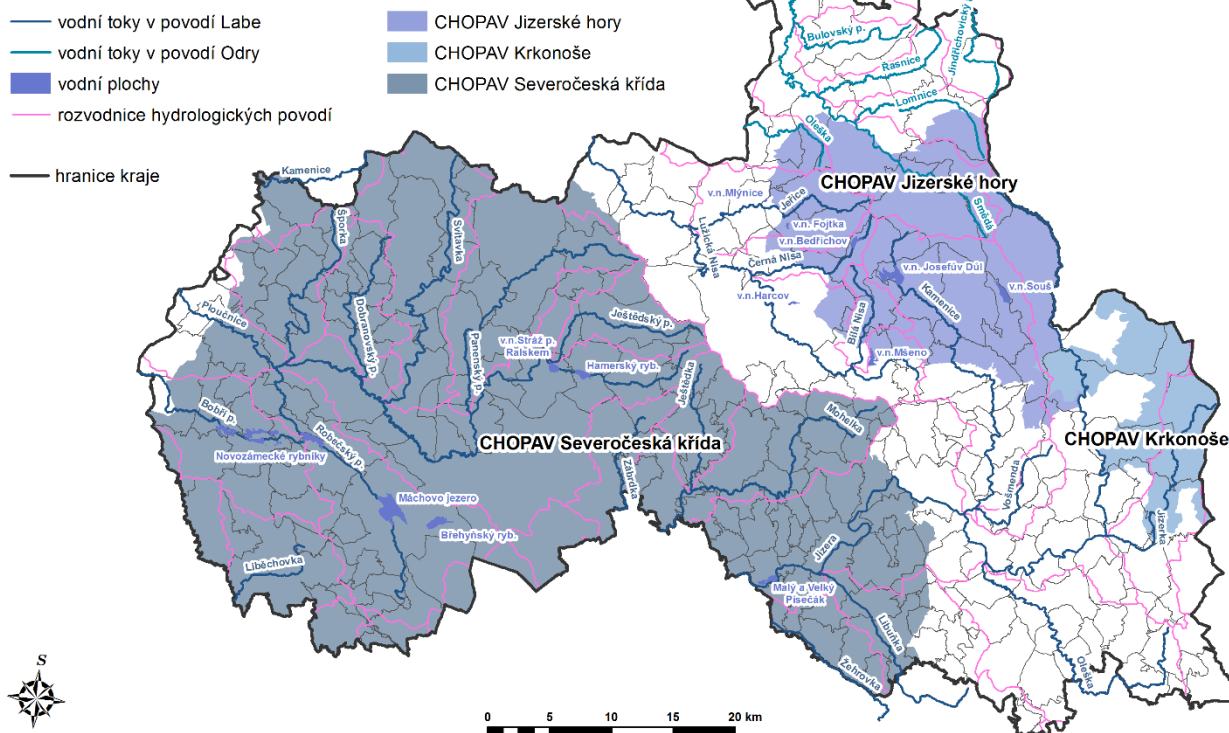 vodní toky v povodí Labe
vodní toky v povodí Odry
vodní plochy
rozvodnice hydrologických povodí
hranice kraje
CHOPAV Jizerské hory
CHOPAV Krkonoše
CHOPAV Severočeská křída
Bulovský p.
Řasnice
Jindřichovický
Lomnice
Oleška
Kamenice
CHOPAV Jizerské hory
v.n.Mlýnice
Jeřice
Šporka
Svitavka
Smědá
v.n. Fojtka
v.n.Bedřichov
Lužická Nisa
Černá Nisa
v.n.Josefův Důl
v.n.Souš
v.n.Harcov
Kamenice
Ploučnice
Dobranovský p.
Bílá Nisa
Ještědský p.
Panenský p.
v.n.Stráž p.
Ralskem
v.n.Mšeno
Hamerský ryb.
Ještědka
Bobří p.
Mohelka
Robečský p.
CHOPAV Severočeská křída
CHOPAV Krkonoše
Novozámecké rybníky
Zábrdka
Vošmenda
Máchovo jezero
Břehyňský ryb.
Jizerka
Jizera
Liběchovka
Malý a Velký
Písečák
Libuňka
Žehrovka
Oleška
S
0 5 10 15 20 km